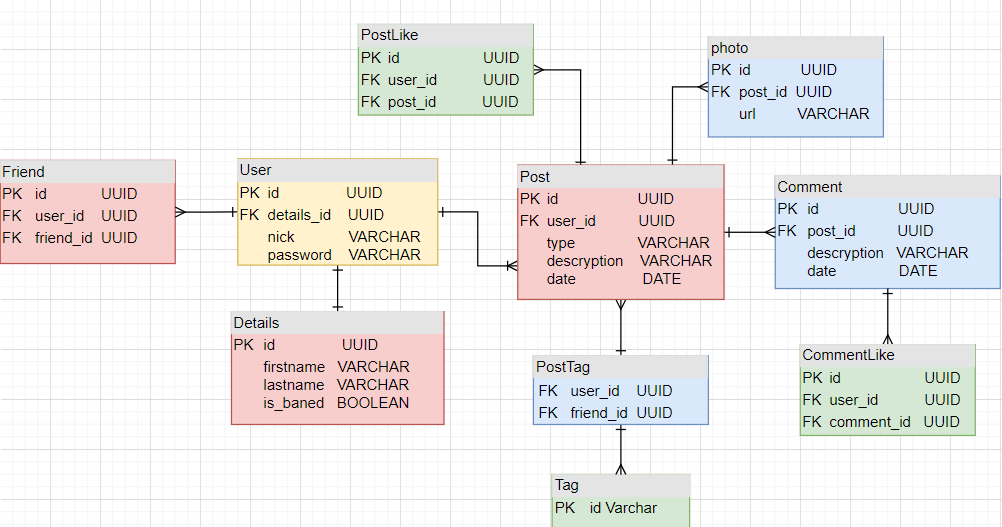 PostLike
PK id UUID
FK user_id UUID
FK post_id UUID
photo
PK id UUID
FK post_id UUID
url VARCHAR
Friend
PK id UUID
FK user_id UUID
FK friend_id UUID
User
PK id UUID
FK details_id UUID
nick VARCHAR
password VARCHAR
Post
PK id UUID
FK user_id UUID
type VARCHAR
descryption VARCHAR
date DATE
Comment
PK id UUID
FK post_id UUID
descryption VARCHAR
date DATE
Details
PK id UUID
firstname VARCHAR
lastname VARCHAR
is_baned BOOLEAN
PostTag
FK user_id UUID
FK friend_id UUID
CommentLike
PK id UUID
FK user_id UUID
FK comment_id UUID
Tag
PK id Varchar